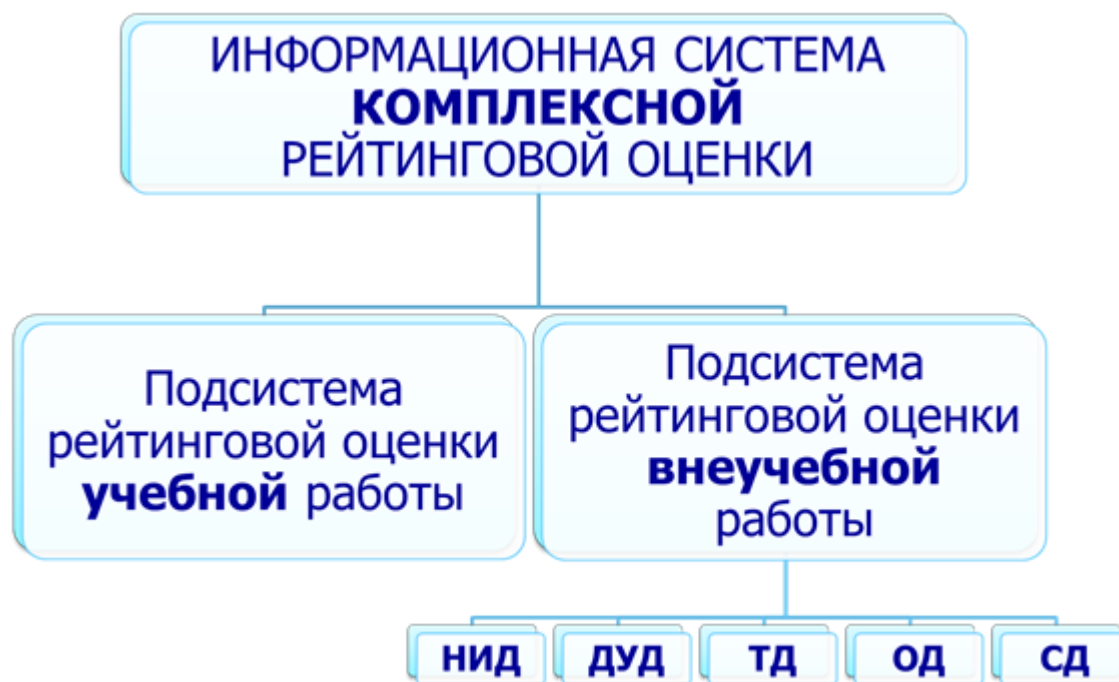 ИНФОРМАЦИОННАЯ СИСТЕМА
КОМПЛЕКСНОЙ
РЕЙТИНГОВОЙ ОЦЕНКИ
Подсистема
рейтинговой оценки
учебной работы
Подсистема
рейтинговой оценки
внеучебной
работы
НИД
ДУД
ТД
ОД
СД